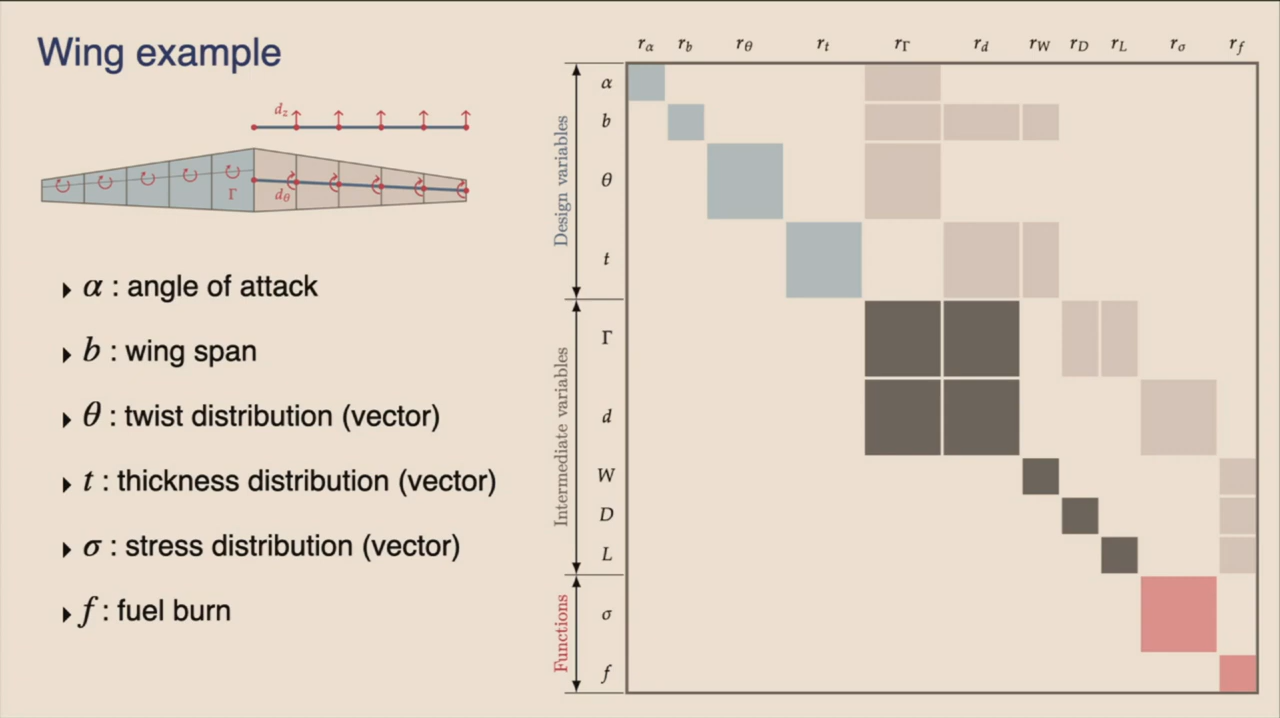 Wing example
d_z
Γ
d_θ
α : angle of attack
b : wing span
θ : twist distribution (vector)
t : thickness distribution (vector)
σ : stress distribution (vector)
f : fuel burn
r_α r_b r_θ r_t r_Γ r_d r_W r_D r_L r_σ r_f
Design variables
α
b
θ
t
Intermediate variables
Γ
d
W
D
L
Functions
σ
f